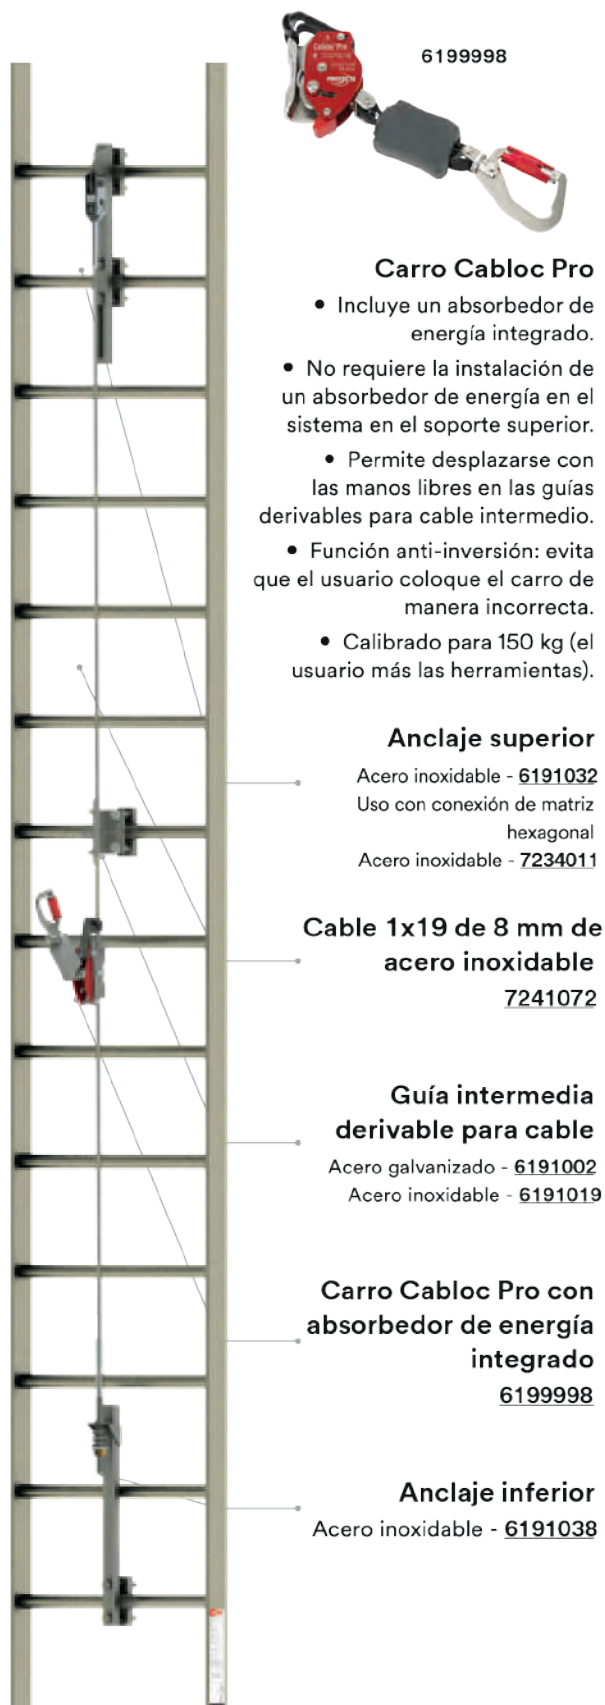 6199998
Cabloc Pro
Carro Cabloc Pro
• Incluye un absorbedor de
energía integrado.
• No requiere la instalación de
un absorbedor de energía en el
sistema en el soporte superior.
• Permite desplazarse con
las manos libres en las guías
derivables para cable intermedio.
• Función anti-inversión: evita
que el usuario coloque el carro de
manera incorrecta.
• Calibrado para 150 kg (el
usuario más las herramientas).
Anclaje superior
Acero inoxidable - 6191032
Uso con conexión de matriz
hexagonal
Acero inoxidable - 7234011
Cable 1x19 de 8 mm de
acero inoxidable
7241072
Guía intermedia
derivable para cable
Acero galvanizado - 6191002
Acero inoxidable - 6191019
Carro Cabloc Pro con
absorbedor de energía
integrado
6199998
Anclaje inferior
Acero inoxidable - 6191038